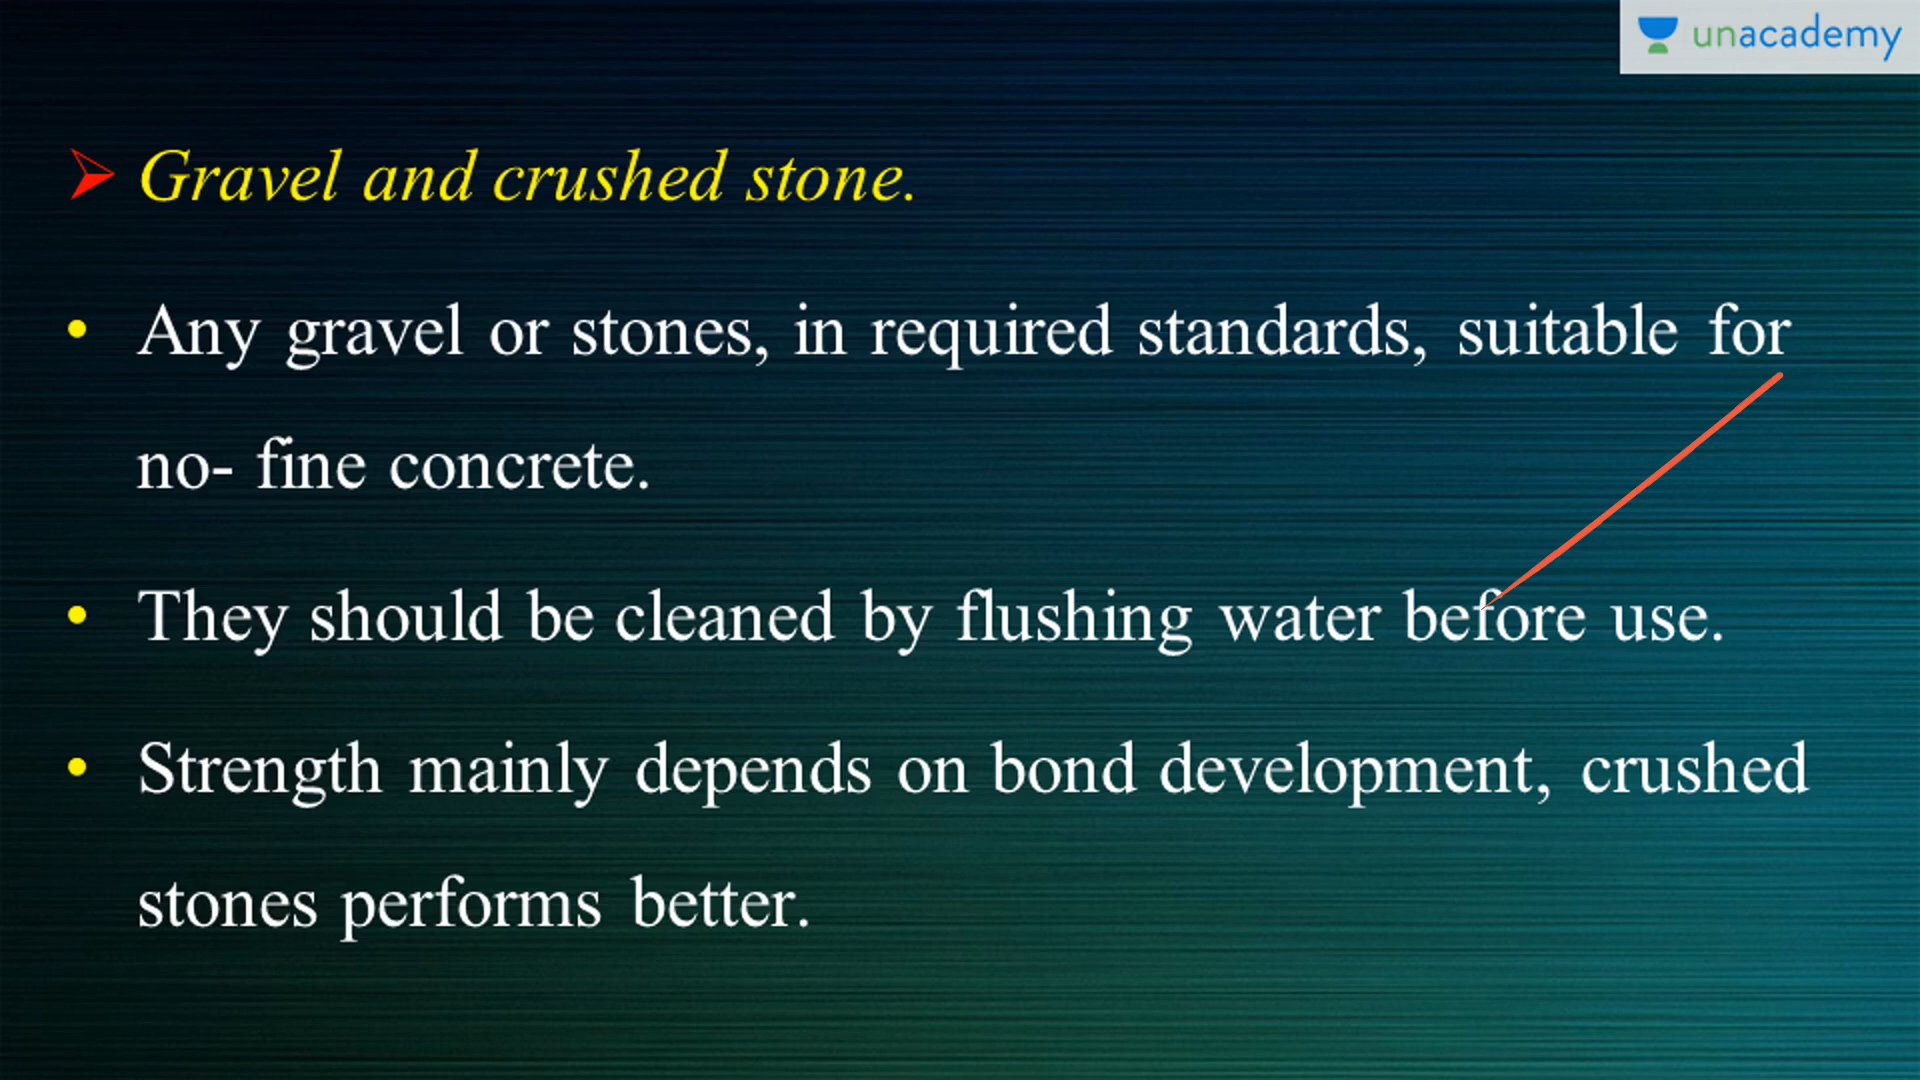 unacademy
Gravel and crushed stone.
• Any gravel or stones, in required standards, suitable for
no- fine concrete.
• They should be cleaned by flushing water before use.
• Strength mainly depends on bond development, crushed
stones performs better.